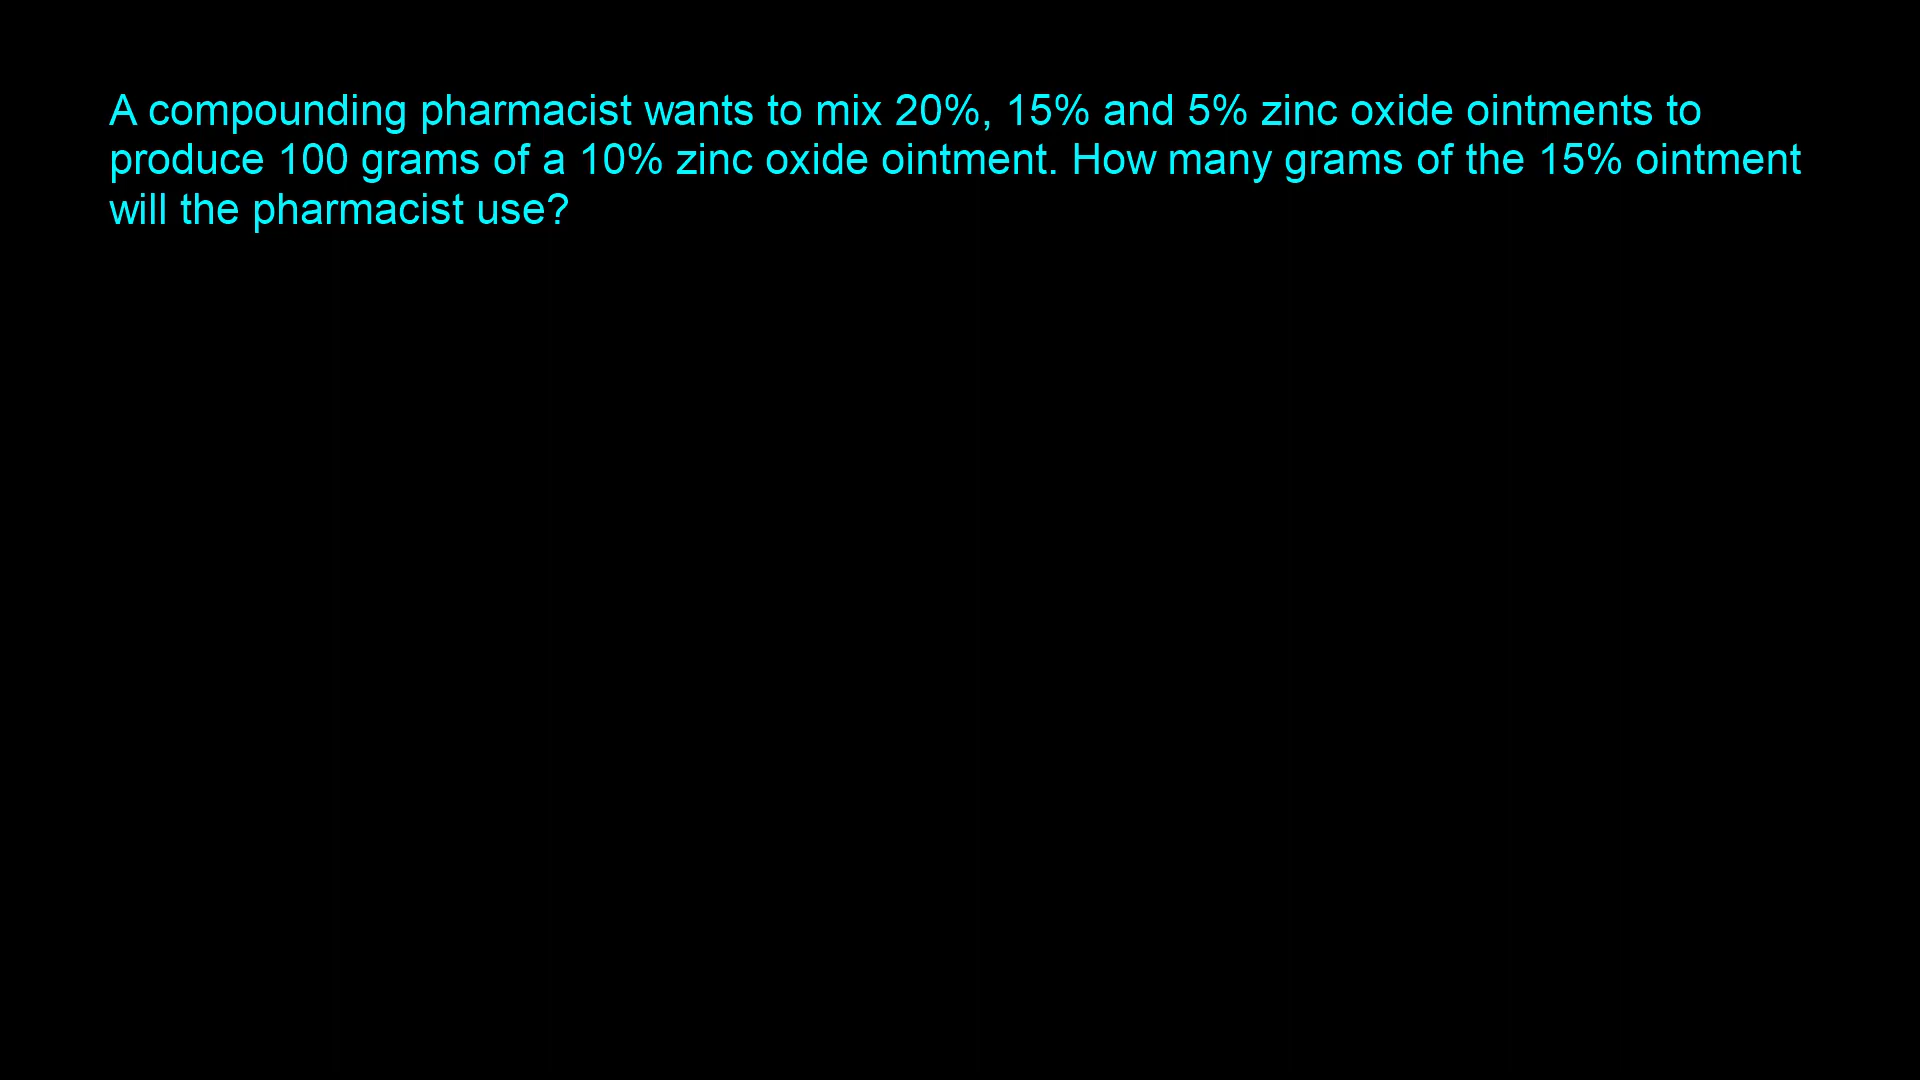 A compounding pharmacist wants to mix 20%, 15% and 5% zinc oxide ointments to
produce 100 grams of a 10% zinc oxide ointment. How many grams of the 15% ointment
will the pharmacist use?